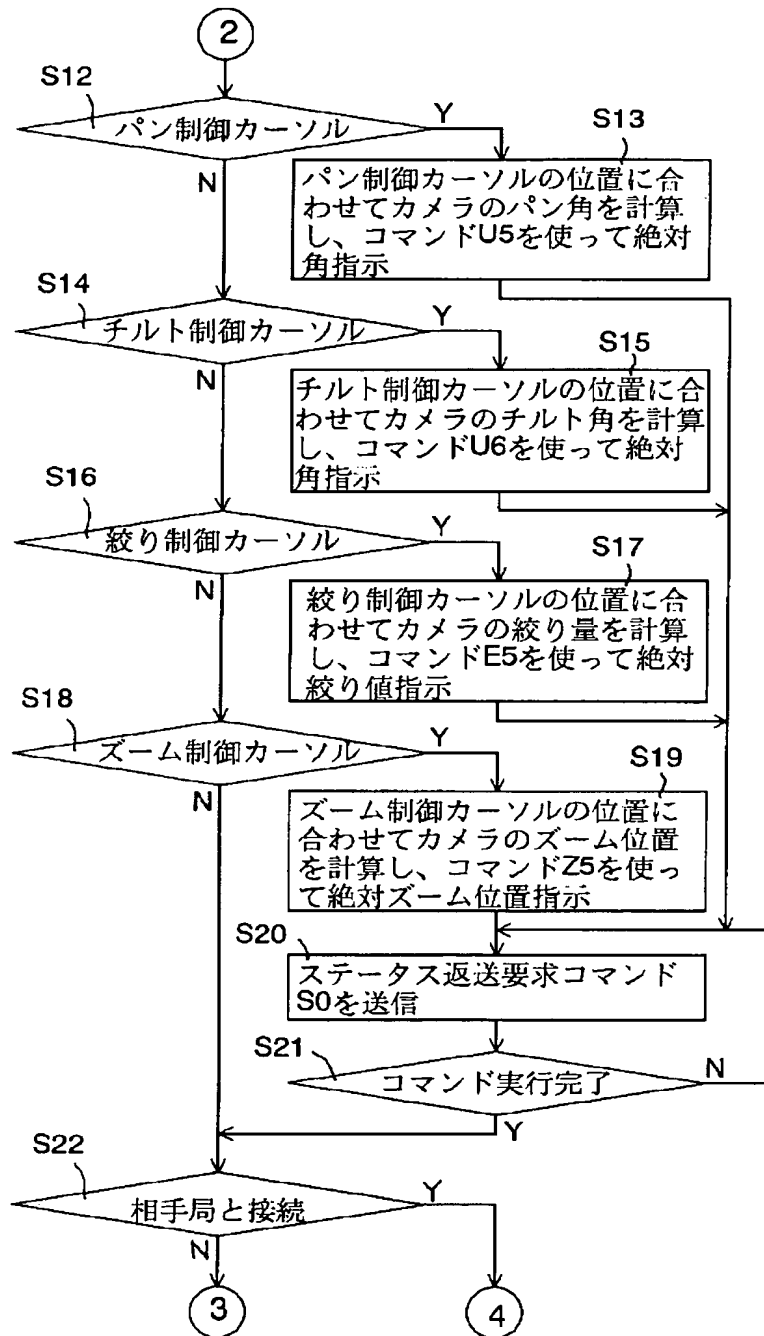 2
S12
パン制御カーソル
Y
N
S13
パン制御カーソルの位置に合
わせてカメラのパン角を計算
し、コマンドU5を使って絶対
角指示
S14
チルト制御カーソル
Y
N
S15
チルト制御カーソルの位置に合
わせてカメラのチルト角を計算
し、コマンドU6を使って絶対
角指示
S16
絞り制御カーソル
Y
N
S17
絞り制御カーソルの位置に合
わせてカメラの絞り量を計算
し、コマンドE5を使って絶対
絞り値指示
S18
ズーム制御カーソル
Y
N
S19
ズーム制御カーソルの位置に
合わせてカメラのズーム位置
を計算し、コマンドZ5を使っ
て絶対ズーム位置指示
S20
ステータス返送要求コマンド
S0を送信
S21
コマンド実行完了
N
Y
S22
相手局と接続
Y
N
3
4